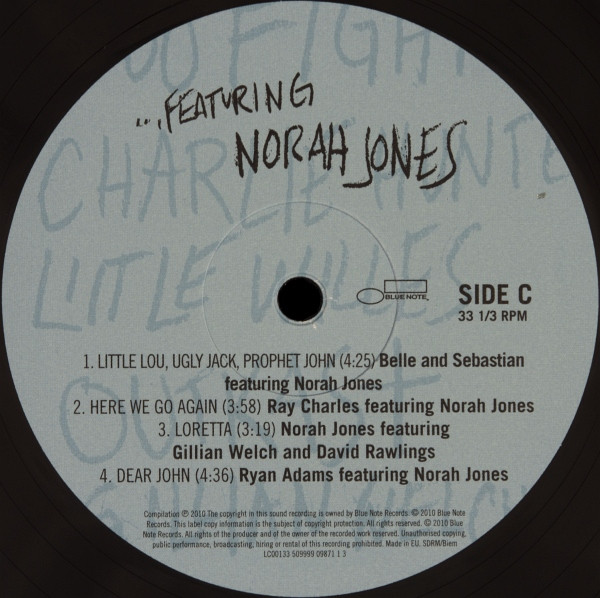 OO FIGHT
...FEATURING
NORAH JONES
CHARLIE HUNTE
LITTLE WILLIES
BLUE NOTE
SIDE C
33 1/3 RPM
1. LITTLE LOU, UGLY JACK, PROPHET JOHN (4:25) Belle and Sebastian
featuring Norah Jones
2. HERE WE GO AGAIN (3:58) Ray Charles featuring Norah Jones
OUTKAST
3. LORETTA (3:19) Norah Jones featuring
Gillian Welch and David Rawlings
4. DEAR JOHN (4:36) Ryan Adams featuring Norah Jones
GILLIAN WELCH
Compilation ℗ 2010 The copyright in this sound recording is owned by Blue Note Records. © 2010 Blue Note
Records. This label copy information is the subject of copyright protection. All rights reserved. © 2010 Blue
Note Records. All rights of the producer and of the owner of the recorded work reserved. Unauthorised copying,
public performance, broadcasting, hiring or rental of this recording prohibited. Made in EU. SDRM/Biem
LC00133 509999 09871 1 3